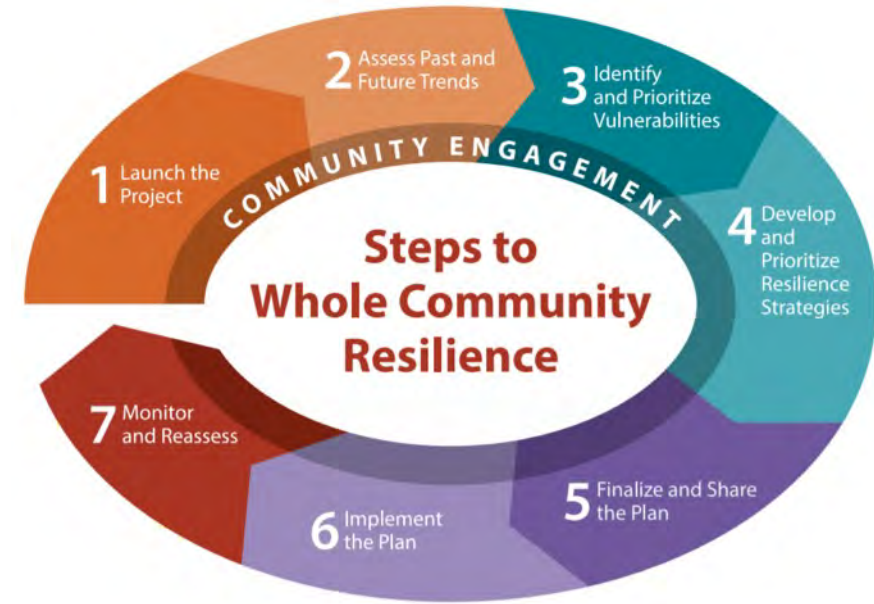 1 Launch the
Project
2 Assess Past and
Future Trends
3 Identify
and Prioritize
Vulnerabilities
4 Develop
and
Prioritize
Resilience
Strategies
5 Finalize and Share
the Plan
6 Implement
the Plan
7 Monitor
and Reassess
COMMUNITY ENGAGEMENT
Steps to
Whole Community
Resilience